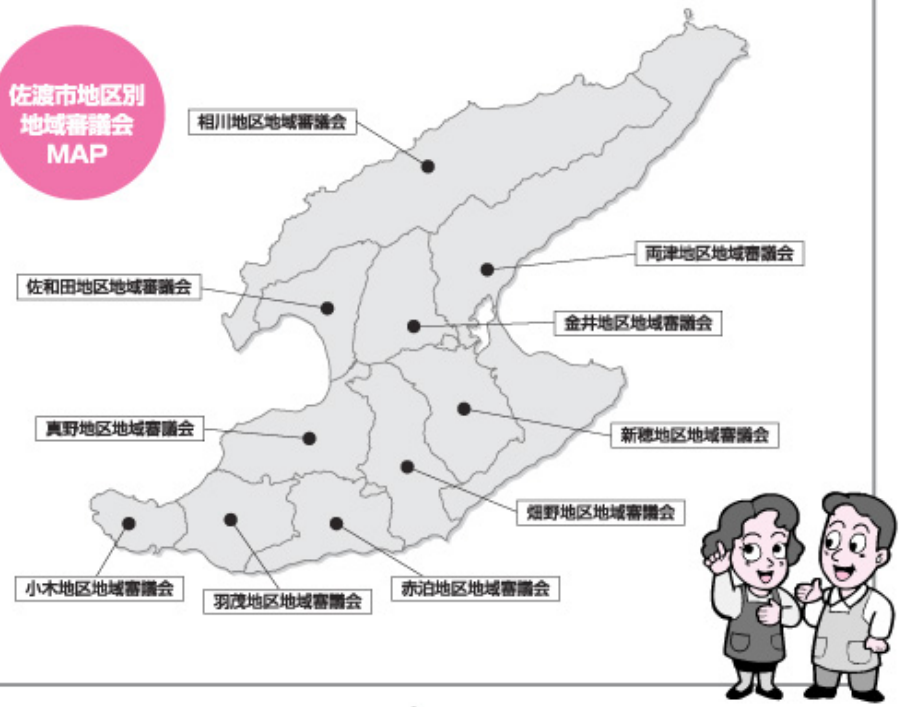 佐渡市地区別
地域審議会
MAP
相川地区地域審議会
両津地区地域審議会
佐和田地区地域審議会
金井地区地域審議会
真野地区地域審議会
新穂地区地域審議会
畑野地区地域審議会
小木地区地域審議会
羽茂地区地域審議会
赤泊地区地域審議会